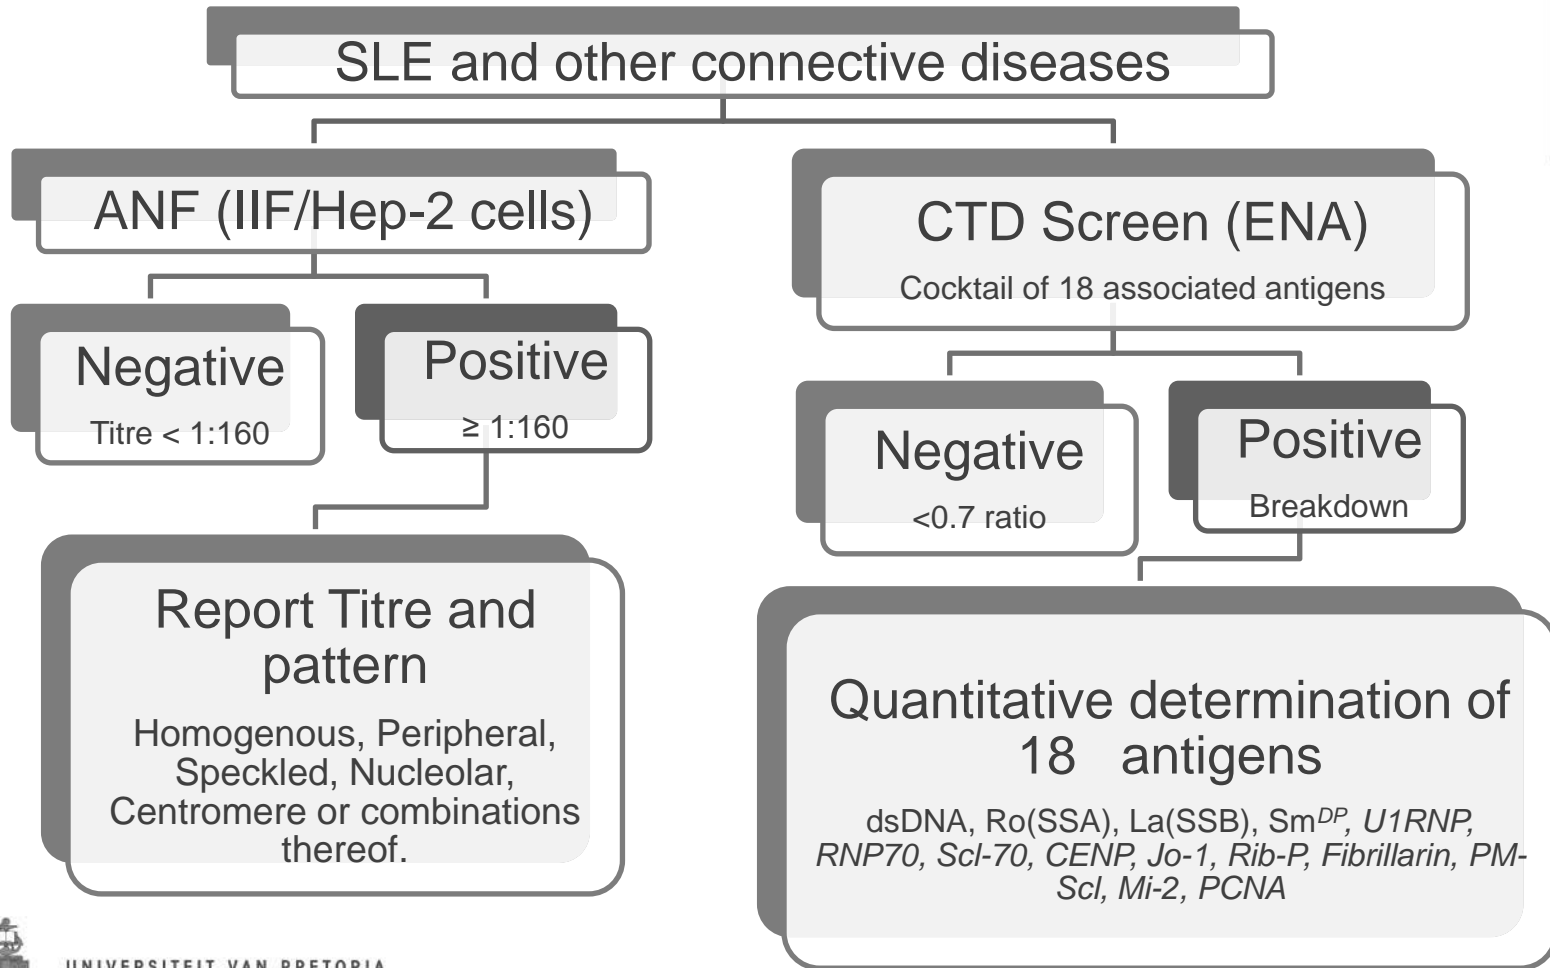 SLE and other connective diseases
ANF (IIF/Hep-2 cells)
Negative
Titre < 1:160
Positive
≥ 1:160
Report Titre and
pattern
Homogenous, Peripheral,
Speckled, Nucleolar,
Centromere or combinations
thereof.
CTD Screen (ENA)
Cocktail of 18 associated antigens
Negative
<0.7 ratio
Positive
Breakdown
Quantitative determination of
18 antigens
dsDNA, Ro(SSA), La(SSB), Sm^DP, U1RNP,
RNP70, Scl-70, CENP, Jo-1, Rib-P, Fibrillarin, PM-
Scl, Mi-2, PCNA
UNIVERSITEIT VAN PRETORIA